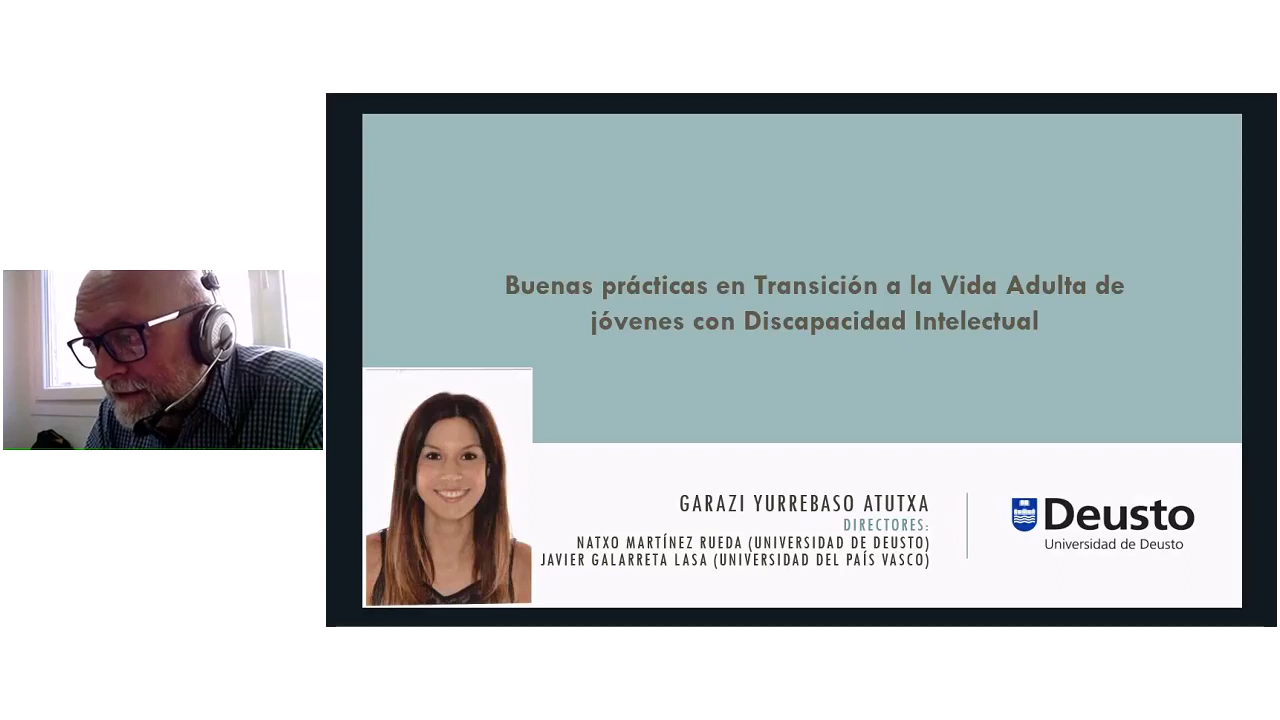 Buenas prácticas en Transición a la Vida Adulta de
jóvenes con Discapacidad Intelectual
GARAZI YURREBASO ATUTXA
DIRECTORES:
NATXO MARTÍNEZ RUEDA (UNIVERSIDAD DE DEUSTO)
JAVIER GALARRETA LASA (UNIVERSIDAD DEL PAÍS VASCO)
Deusto
Universidad de Deusto